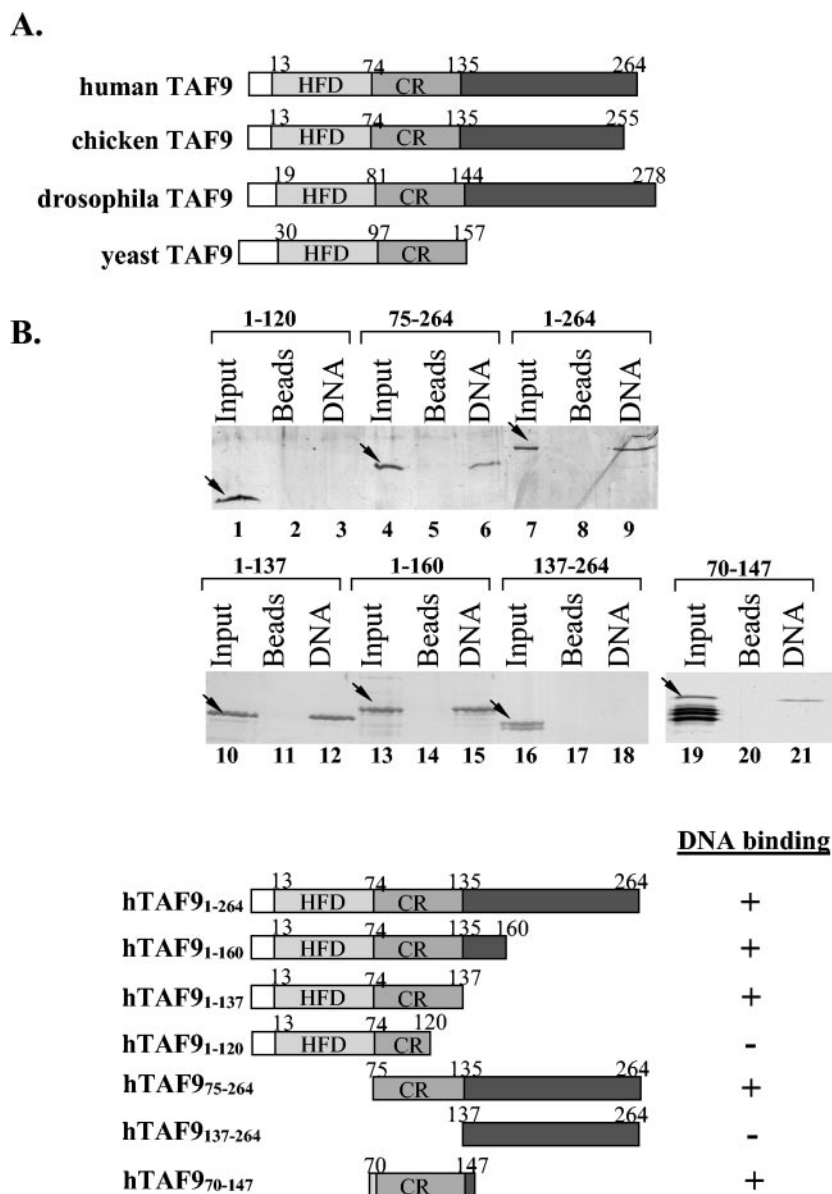 A.
13 74 135 264
human TAF9 HFD CR
13 74 135 255
chicken TAF9 HFD CR
19 81 144 278
drosophila TAF9 HFD CR
30 97 157
yeast TAF9 HFD CR
B.
1-120 75-264 1-264
Input Beads DNA Input Beads DNA Input Beads DNA
1 2 3 4 5 6 7 8 9
1-137 1-160 137-264 70-147
Input Beads DNA Input Beads DNA Input Beads DNA Input Beads DNA
10 11 12 13 14 15 16 17 18 19 20 21
DNA binding
13 74 135 264
hTAF91-264 HFD CR +
13 74 135 160
hTAF91-160 HFD CR +
13 74 137
hTAF91-137 HFD CR +
13 74 120
hTAF91-120 HFD CR -
75 135 264
hTAF975-264 CR +
137 264
hTAF9137-264 -
70 147
hTAF970-147 CR +